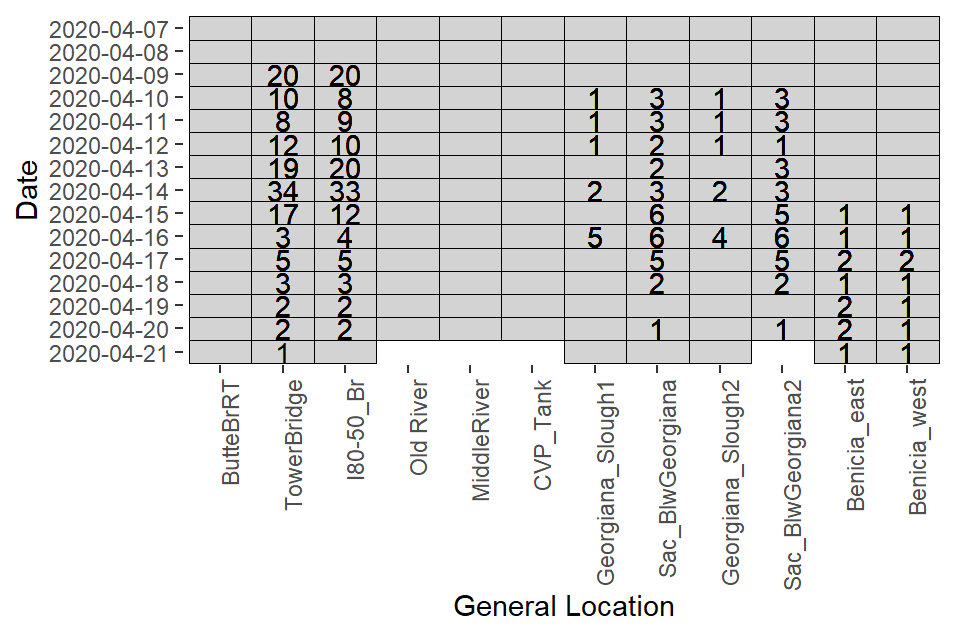 2020-04-07
2020-04-08
2020-04-09 20 20
2020-04-10 10 8 1 3 1 3
2020-04-11 8 9 1 3 1 3
2020-04-12 12 10 1 2 1 1
2020-04-13 19 20 2 3
2020-04-14 34 33 2 3 2 3
2020-04-15 17 12 6 5 1 1
2020-04-16 3 4 5 6 4 6 1 1
2020-04-17 5 5 5 5 2 2
2020-04-18 3 3 2 2 1 1
2020-04-19 2 2 2 1
2020-04-20 2 2 1 1 2 1
2020-04-21 1 1 1
Date
ButteBrRT
TowerBridge
I80-50_Br
Old River
MiddleRiver
CVP_Tank
Georgiana_Slough1
Sac_BlwGeorgiana
Georgiana_Slough2
Sac_BlwGeorgiana2
Benicia_east
Benicia_west
General Location